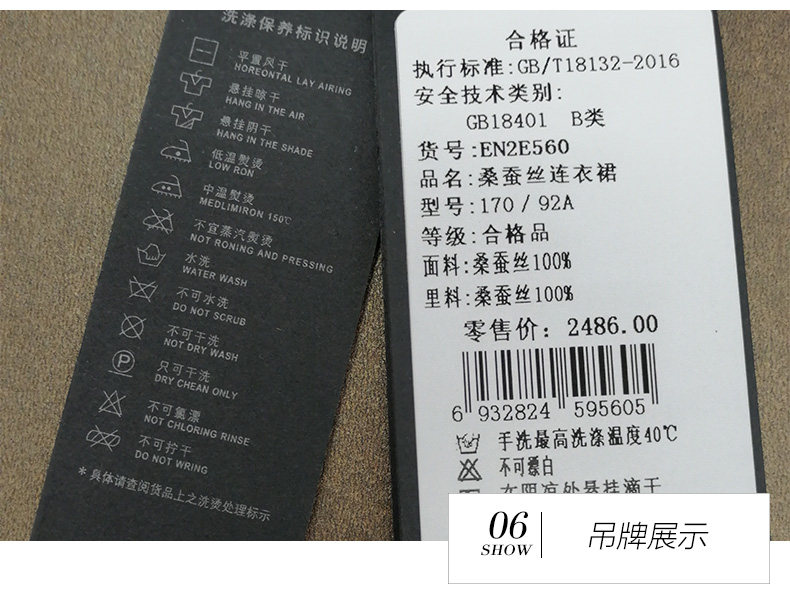 洗涤保养标识说明
平置风干
HOREONTAL LAY AIRING
悬挂晾干
HANG IN THE AIR
悬挂阴干
HANG IN THE SHADE
低温熨烫
LOW RON
中温熨烫
MEDLIMIRON 150℃
不宜蒸汽熨烫
NOT RONING AND PRESSING
水洗
WATER WASH
不可水洗
DO NOT SCRUB
不可干洗
NOT DRY WASH
P
只可干洗
DRY CHEAN ONLY
不可氯漂
NOT CHLORING RINSE
不可拧干
DO NOT WRING
*具体请查阅货品上之洗烫处理标示
合格证
执行标准:GB/T18132-2016
安全技术类别:
GB18401 B类
货号:EN2E560
品名:桑蚕丝连衣裙
型号:170/92A
等级:合格品
面料:桑蚕丝100%
里料:桑蚕丝100%
零售价: 2486.00
6 932824 595605
手洗最高洗涤温度40℃
不可漂白
在阴凉处悬挂滴干
06
SHOW
吊牌展示